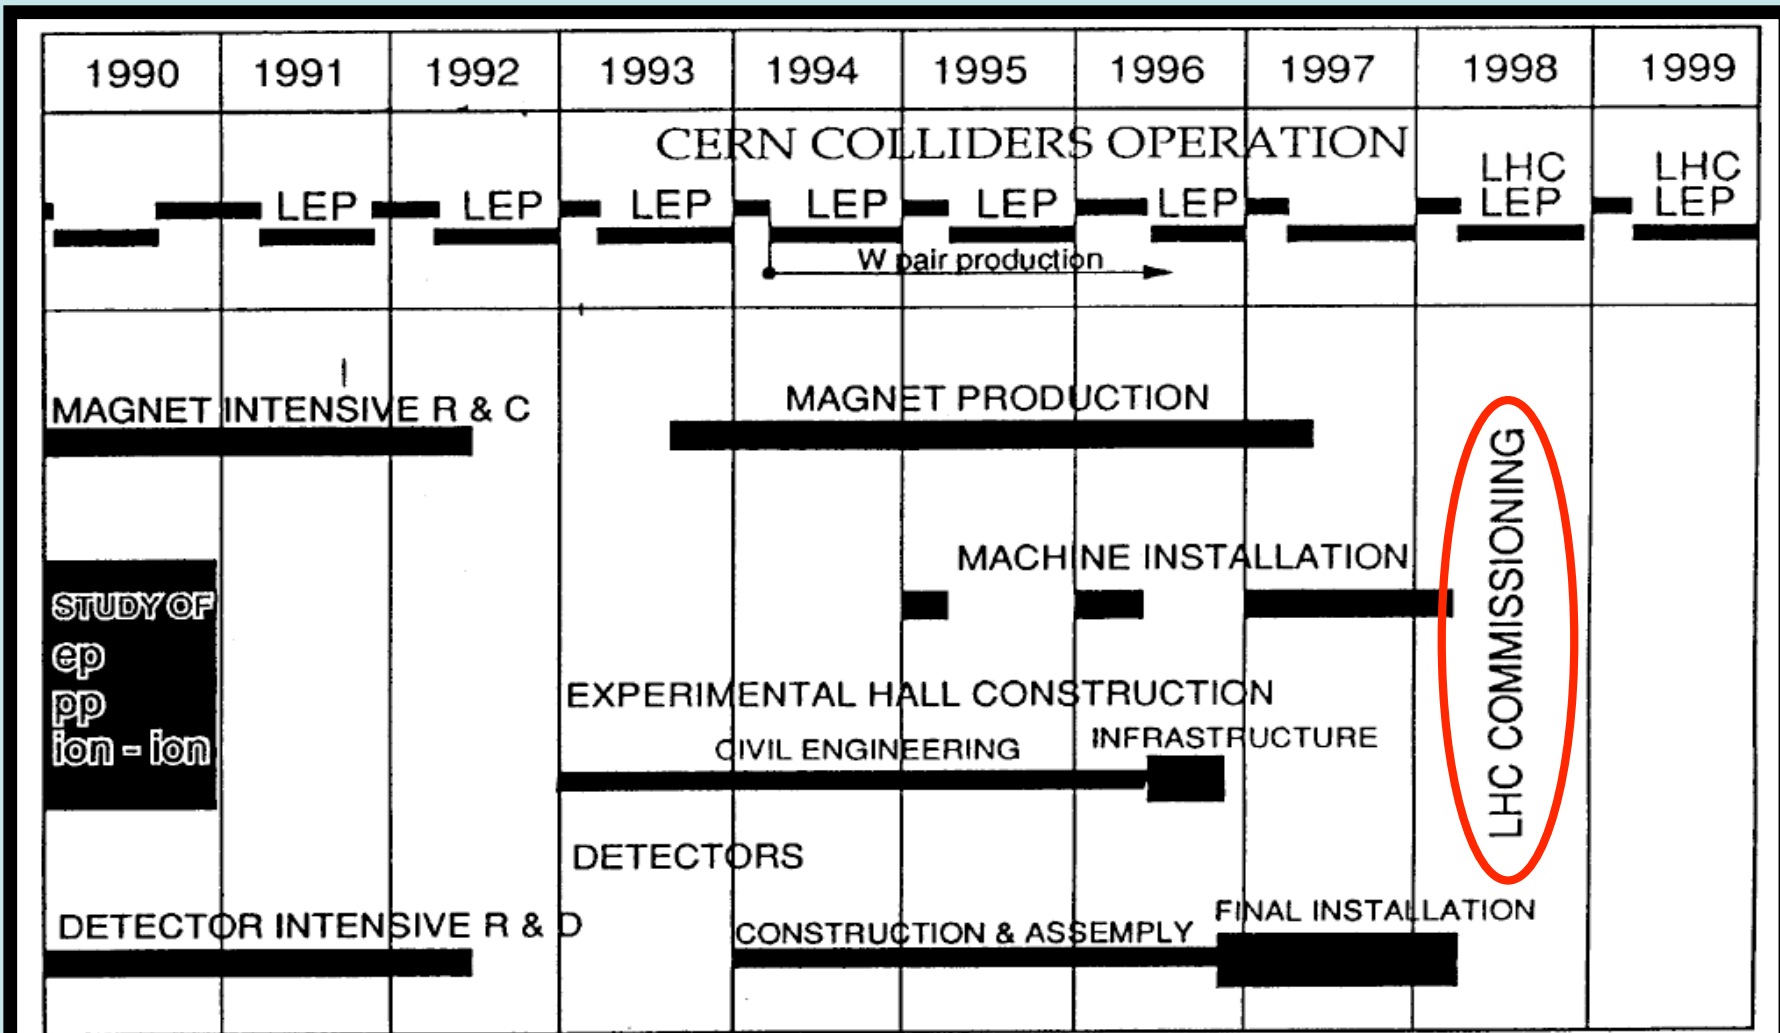 1990 1991 1992 1993 1994 1995 1996 1997 1998 1999
CERN COLLIDERS OPERATION
LHC LHC
LEP LEP LEP LEP LEP LEP LEP LEP
W pair production
MAGNET INTENSIVE R & C
MAGNET PRODUCTION
MACHINE INSTALLATION
LHC COMMISSIONING
STUDY OF
ep
pp
ion - ion
EXPERIMENTAL HALL CONSTRUCTION
CIVIL ENGINEERING
INFRASTRUCTURE
DETECTORS
DETECTOR INTENSIVE R & D
CONSTRUCTION & ASSEMPLY
FINAL INSTALLATION